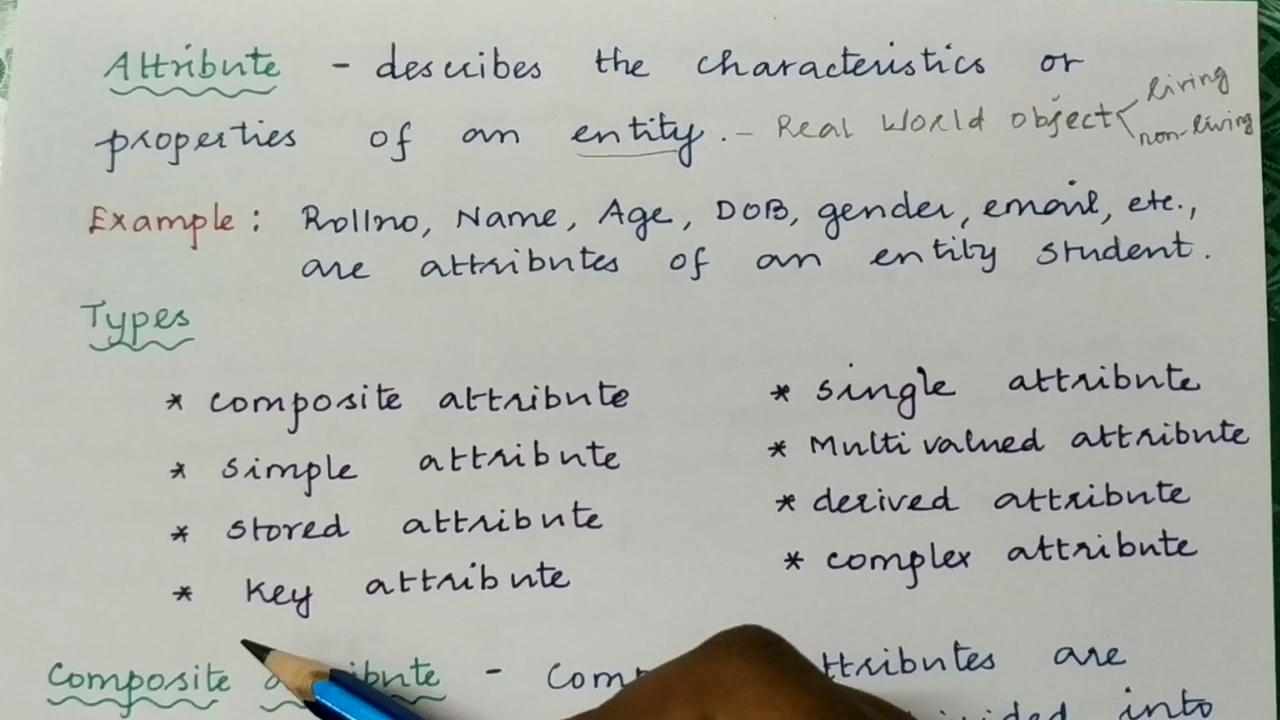 Attribute - describes the characteristics or
properties of an entity. - Real World object < living
non-living
Example: Rollno, Name, Age, DOB, gender, email, etc.,
are attributes of an entity student.
Types
* composite attribute
* simple attribute
* stored attribute
* Key attribute
* single attribute
* Multi valued attribute
* derived attribute
* complex attribute
Composite - are
into